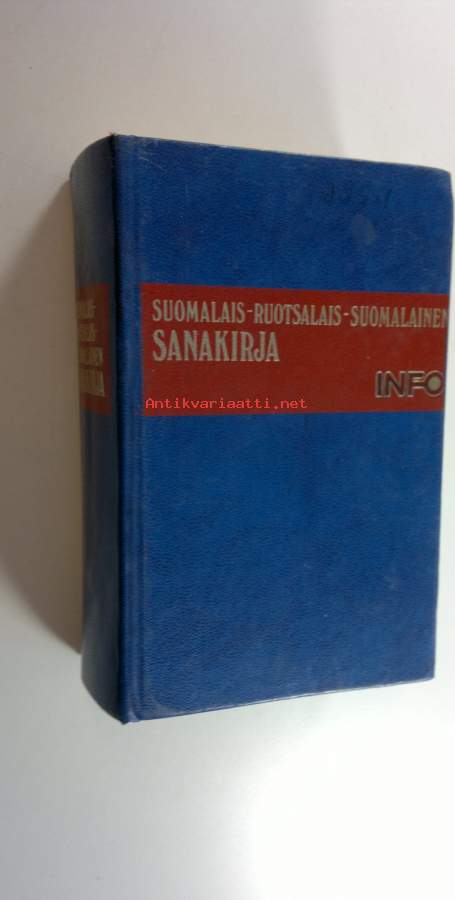 SUOMALAIS-RUOTSALAIS-SUOMALAINEN
SANAKIRJA
INFO
Antikvariaatti.net